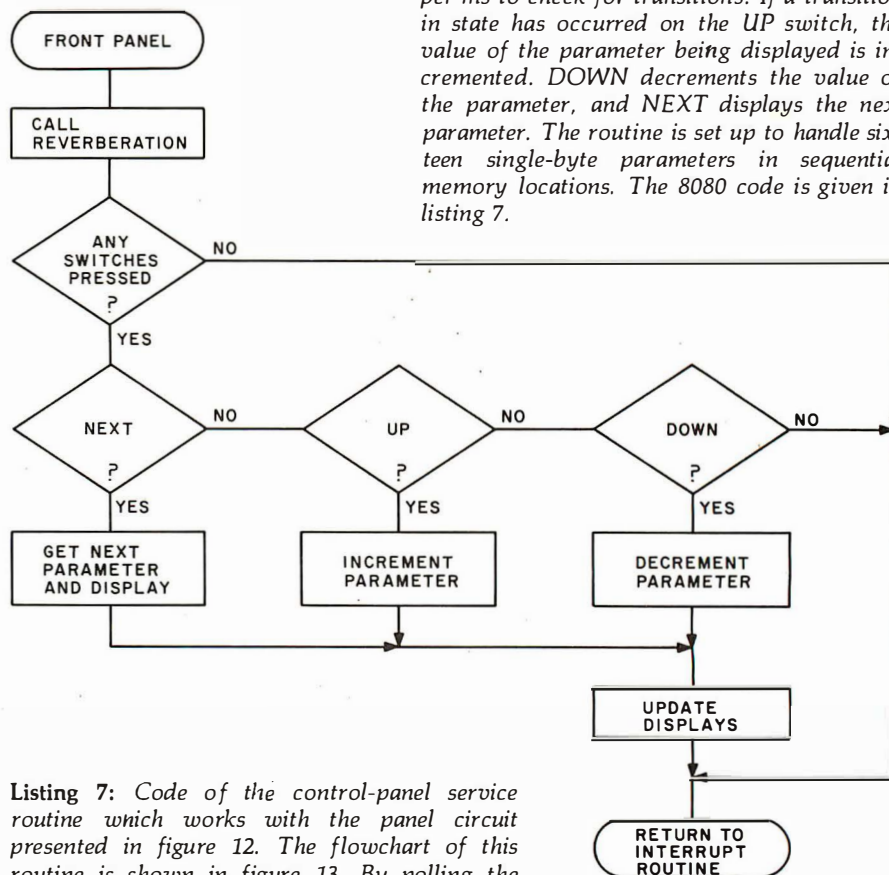 per ms to check for transitions. If a transition
in state has occurred on the UP switch, th
value of the parameter being displayed is in
cremented. DOWN decrements the value o
the parameter, and NEXT displays the nex
parameter. The routine is set up to handle six
teen single-byte parameters in sequentia
memory locations. The 8080 code is given i
listing 7.
FRONT PANEL
CALL
REVERBERATION
ANY
SWITCHES
PRESSED
?
NO
YES
NEXT
?
NO
UP
?
NO
DOWN
?
NO
YES
YES
YES
GET NEXT
PARAMETER
AND DISPLAY
INCREMENT
PARAMETER
DECREMENT
PARAMETER
UPDATE
DISPLAYS
RETURN TO
INTERRUPT
ROUTINE
Listing 7: Code of the control-panel service
routine which works with the panel circuit
presented in figure 12. The flowchart of this
routine is shown in figure 13. By polling the